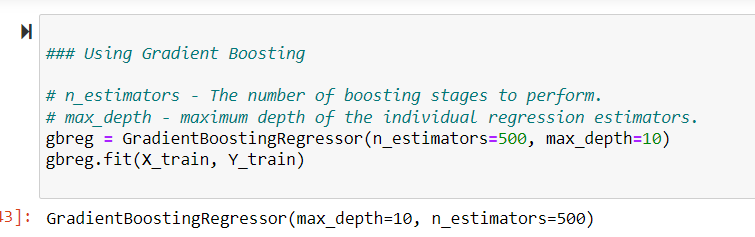 ### Using Gradient Boosting
# n_estimators - The number of boosting stages to perform.
# max_depth - maximum depth of the individual regression estimators.
gbreg = GradientBoostingRegressor(n_estimators=500, max_depth=10)
gbreg.fit(X_train, Y_train)
3]: GradientBoostingRegressor(max_depth=10, n_estimators=500)